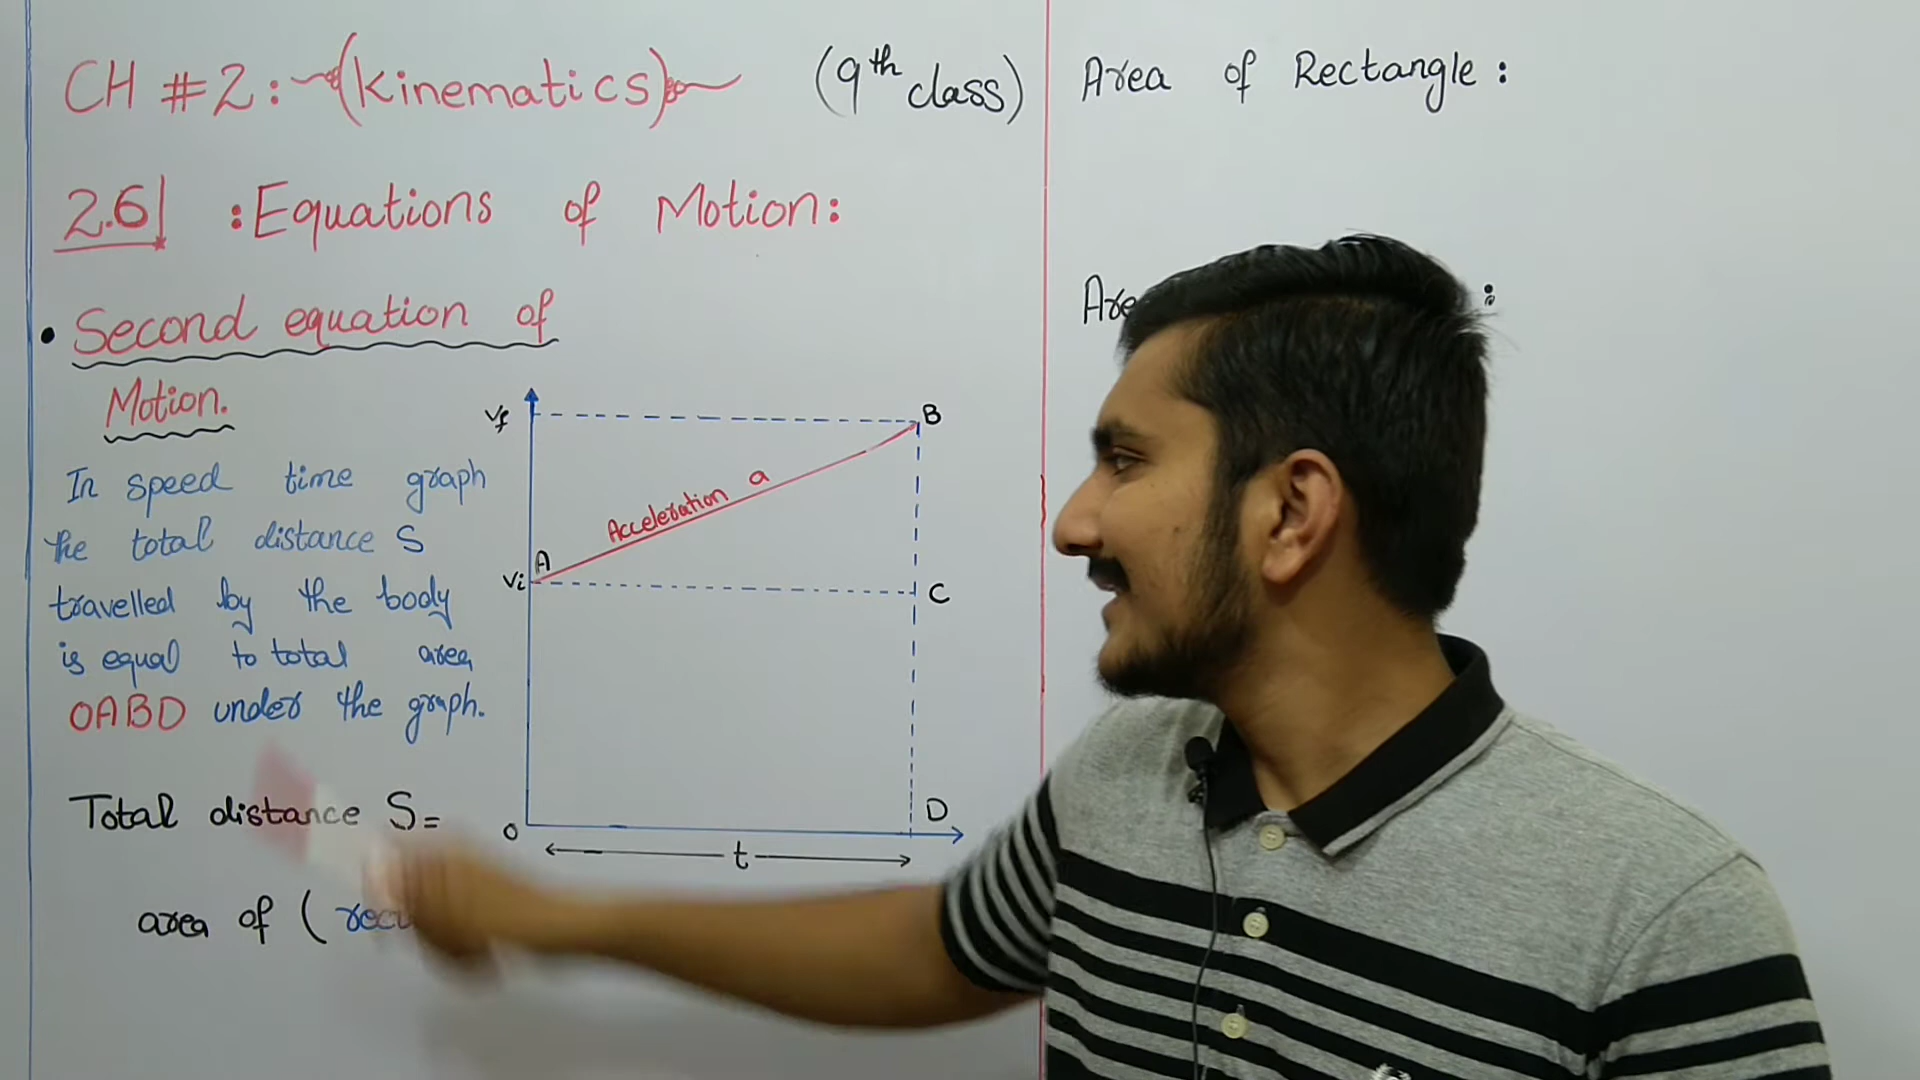 CH #2: (Kinematics)
(9th class)
2.6 :Equations of Motion:
• Second equation of
Motion.
In speed time graph
the total distance S
travelled by the body
is equal to total area
OABD under the graph.
Total distance S=
area of (
Vf
B
Acceleration a
A
Vi
C
D
O
t
Area of Rectangle:
: